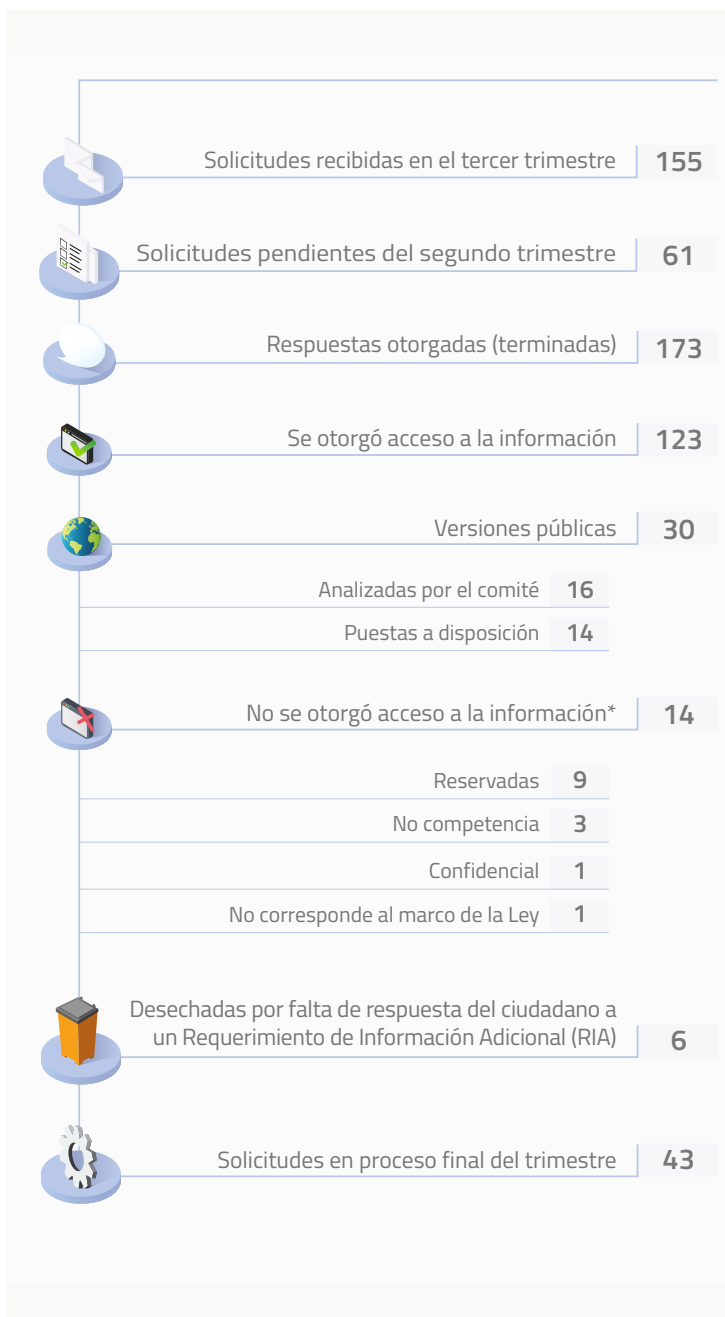 Solicitudes recibidas en el tercer trimestre 155
Solicitudes pendientes del segundo trimestre 61
Respuestas otorgadas (terminadas) 173
Se otorgó acceso a la información 123
Versiones públicas 30
Analizadas por el comité 16
Puestas a disposición 14
No se otorgó acceso a la información* 14
Reservadas 9
No competencia 3
Confidencial 1
No corresponde al marco de la Ley 1
Desechadas por falta de respuesta del ciudadano a
un Requerimiento de Información Adicional (RIA) 6
Solicitudes en proceso final del trimestre 43